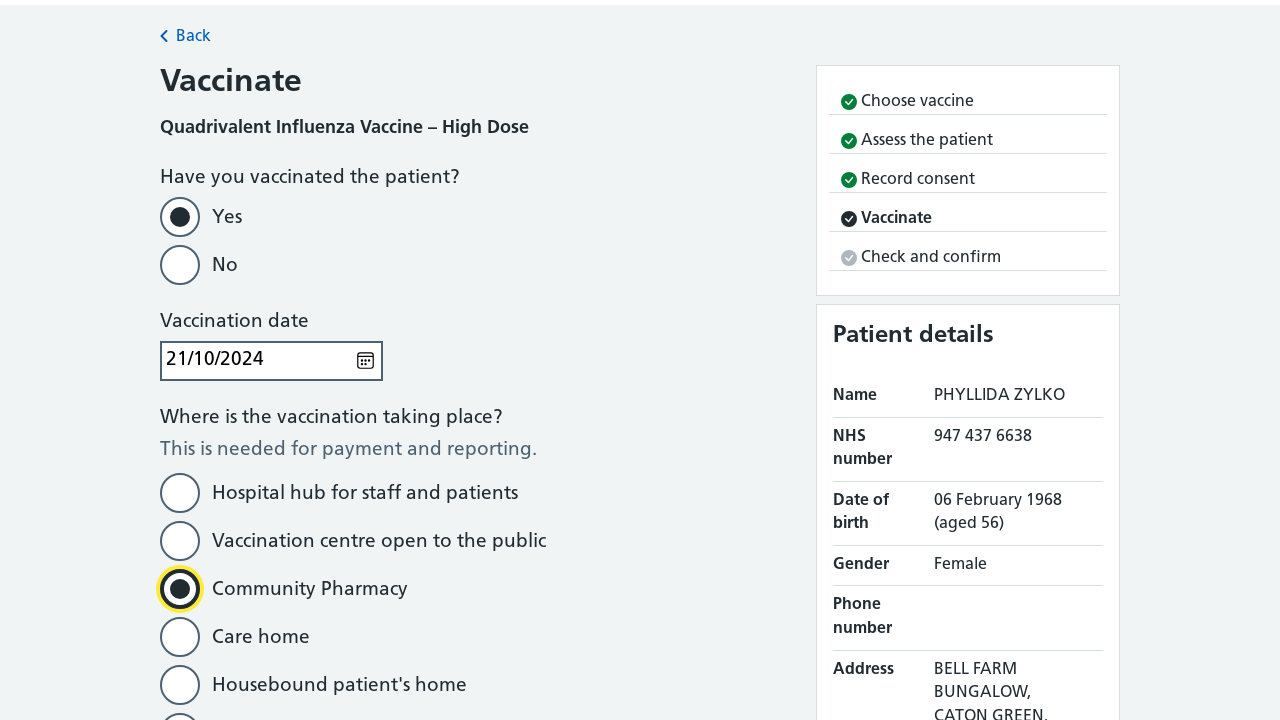 Back
Vaccinate
Quadrivalent Influenza Vaccine – High Dose
Have you vaccinated the patient?
Yes
No
Vaccination date
21/10/2024
Where is the vaccination taking place?
This is needed for payment and reporting.
Hospital hub for staff and patients
Vaccination centre open to the public
Community Pharmacy
Care home
Housebound patient's home
Choose vaccine
Assess the patient
Record consent
Vaccinate
Check and confirm
Patient details
Name PHYLLIDA ZYLKO
NHS 947 437 6638
number
Date of 06 February 1968
birth (aged 56)
Gender Female
Phone
number
Address BELL FARM
BUNGALOW,
CATON GREEN,